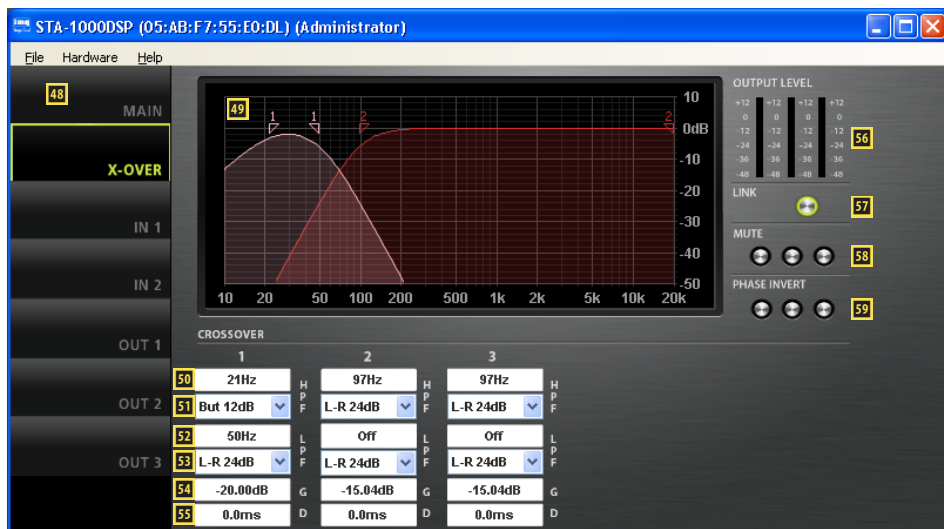 STA-1000DSP (05:AB:F7:55:E0:DL) (Administrator)
File Hardware Help
48
MAIN
X-OVER
IN 1
IN 2
OUT 1
OUT 2
OUT 3
49
1 1 2 2
10
0dB
-10
-20
-30
-40
-50
10 20 50 100 200 500 1k 2k 5k 10k 20k
OUTPUT LEVEL
+12 +12 +12 +12
0 0 0 0
-12 -12 -12 -12
-24 -24 -24 -24
-36 -36 -36 -36
-48 -48 -48 -48
56
LINK
57
MUTE
58
PHASE INVERT
59
CROSSOVER
1 2 3
50 21Hz 97Hz 97Hz
HPF HPF HPF
51 But 12dB L-R 24dB L-R 24dB
52 50Hz Off Off
LPF LPF LPF
53 L-R 24dB L-R 24dB L-R 24dB
54 -20.00dB G -15.04dB G -15.04dB G
55 0.0ms D 0.0ms D 0.0ms D